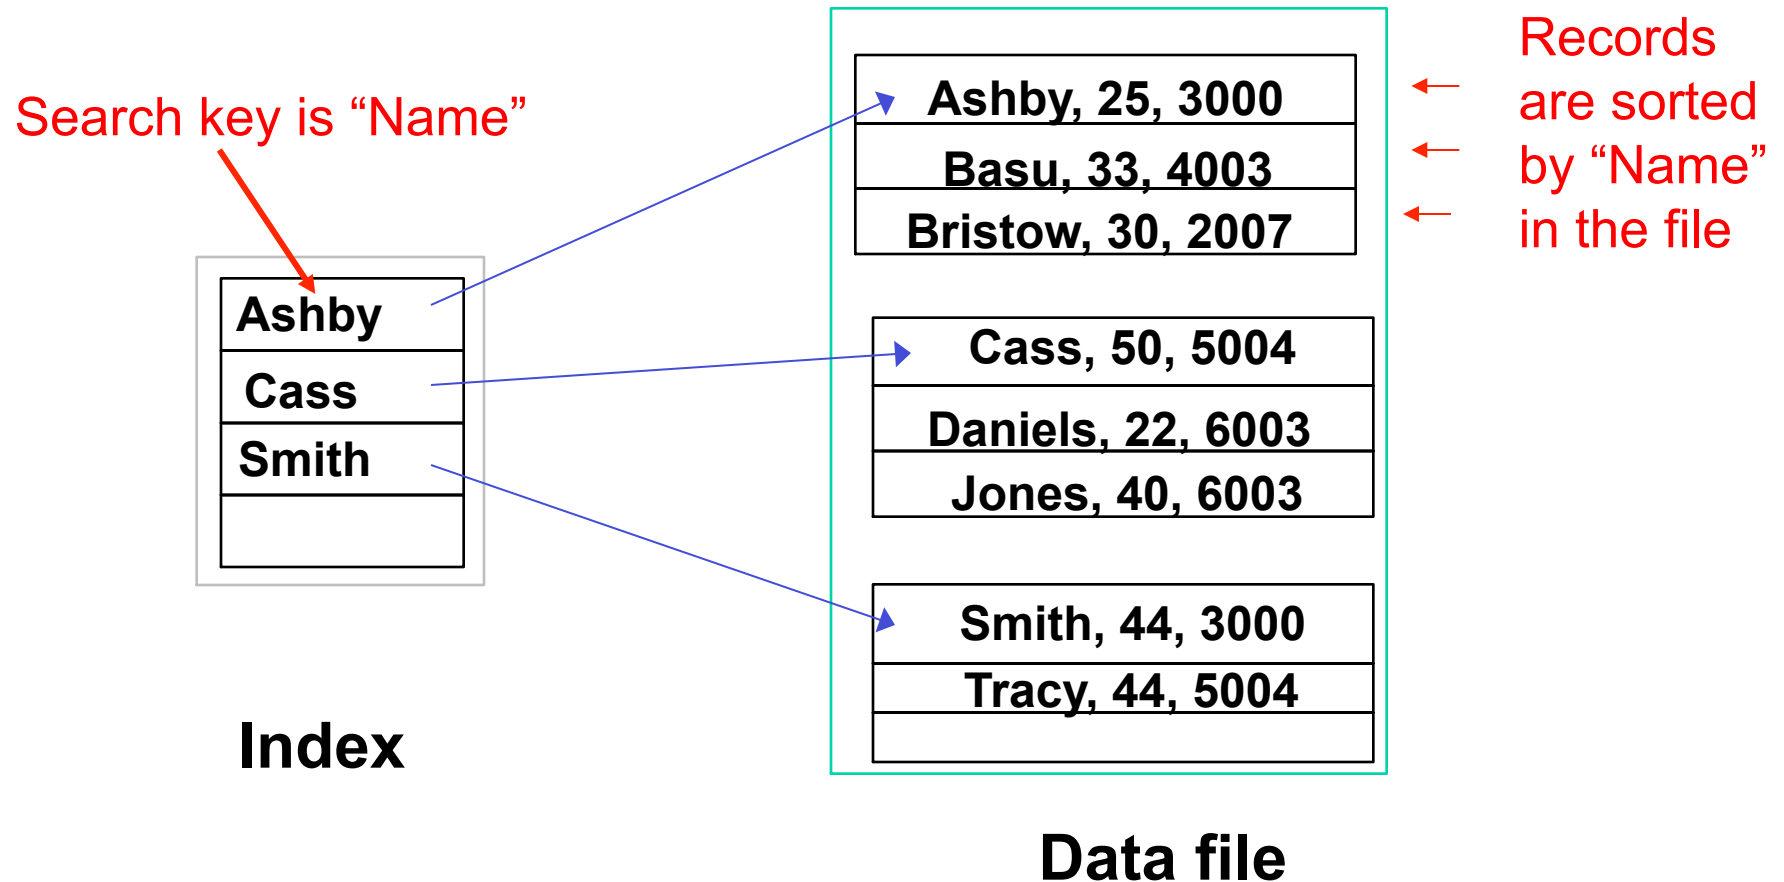 Search key is “Name”
Ashby
Cass
Smith
Index
Ashby, 25, 3000
Basu, 33, 4003
Bristow, 30, 2007
Cass, 50, 5004
Daniels, 22, 6003
Jones, 40, 6003
Smith, 44, 3000
Tracy, 44, 5004
Data file
Records
are sorted
by “Name”
in the file